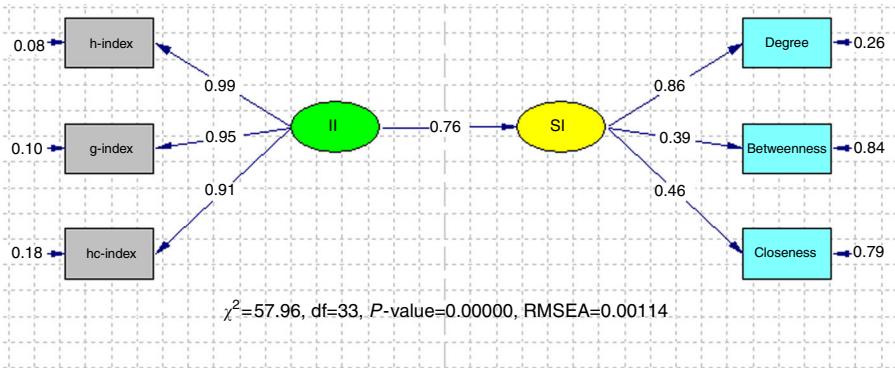 0.08
h-index
0.99
g-index
0.10
0.95
hc-index
0.18
0.91
II
0.76
SI
0.86
Degree
0.26
0.39
Betweenness
0.84
0.46
Closeness
0.79
χ²=57.96, df=33, P-value=0.00000, RMSEA=0.00114